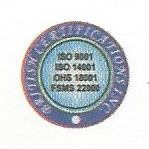 BRITISH CERTIFICATIONS INC
ISO 9001
ISO 14001
OHS 18001
FSMS 22000